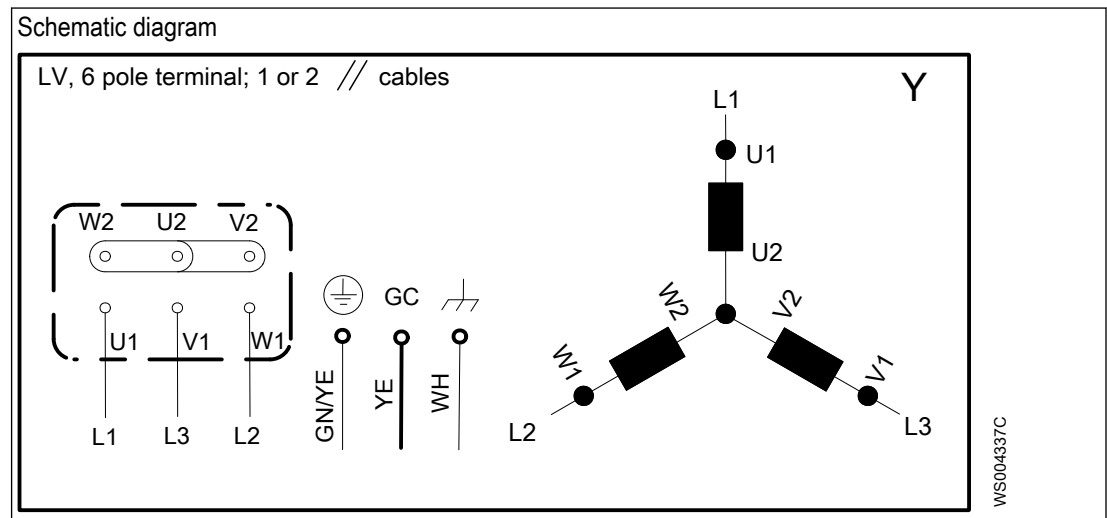 Schematic diagram
LV, 6 pole terminal; 1 or 2 // cables
Y
W2 U2 V2
U1 V1 W1
L1 L3 L2
GC
GN/YE
YE
WH
L1
U1
U2
W2
V2
W1
V1
L2
L3
WS004337C